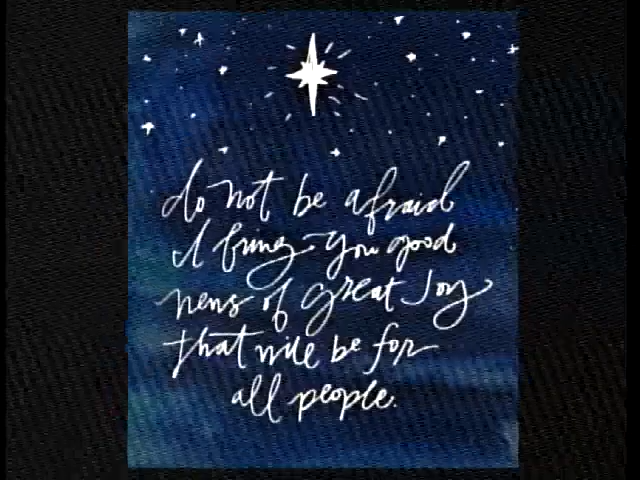 do not be afraid
I bring you good
news of great Joy
that will be for
all people.